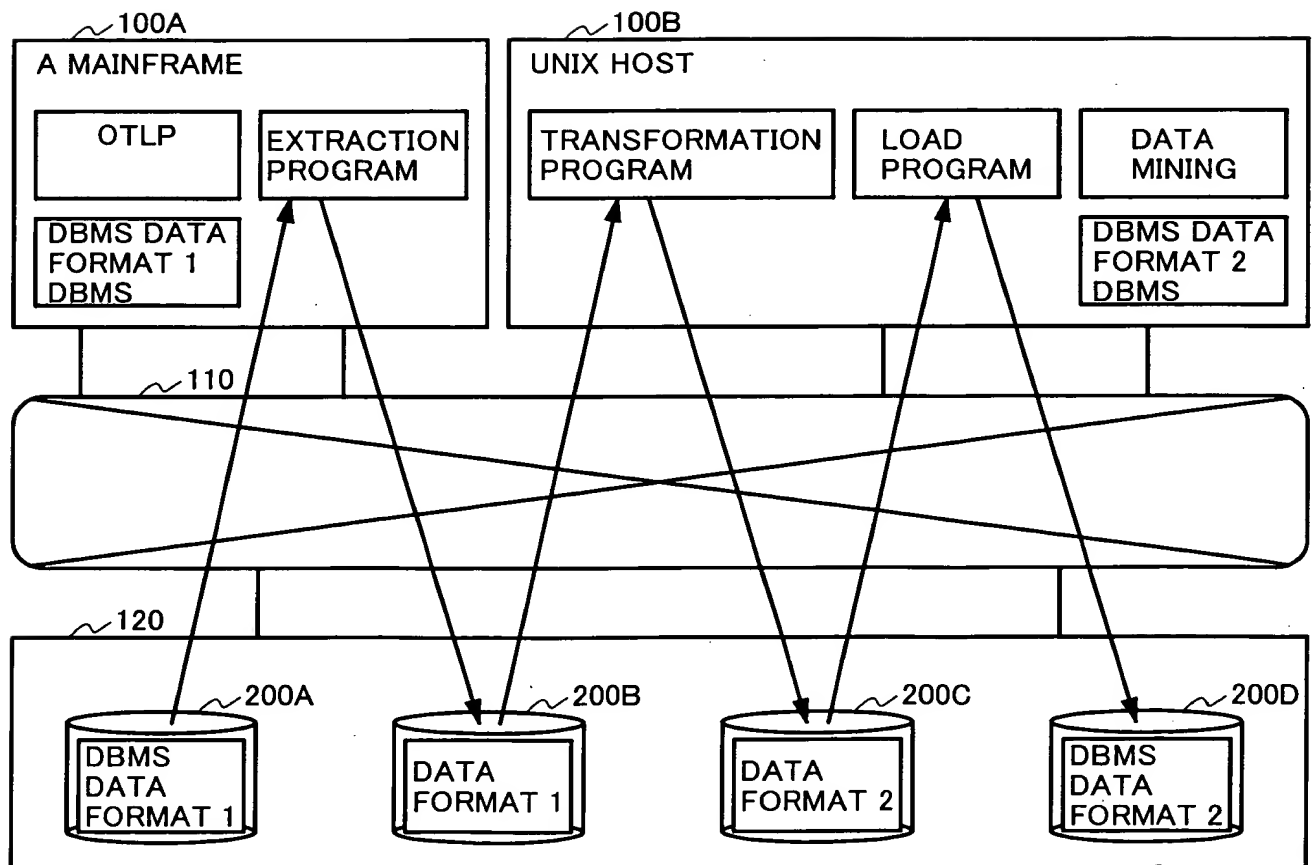 100A
A MAINFRAME
OTLP
EXTRACTION
PROGRAM
DBMS DATA
FORMAT 1
DBMS
100B
UNIX HOST
TRANSFORMATION
PROGRAM
LOAD
PROGRAM
DATA
MINING
DBMS DATA
FORMAT 2
DBMS
110
120
200A
DBMS
DATA
FORMAT 1
200B
DATA
FORMAT 1
200C
DATA
FORMAT 2
200D
DBMS
DATA
FORMAT 2